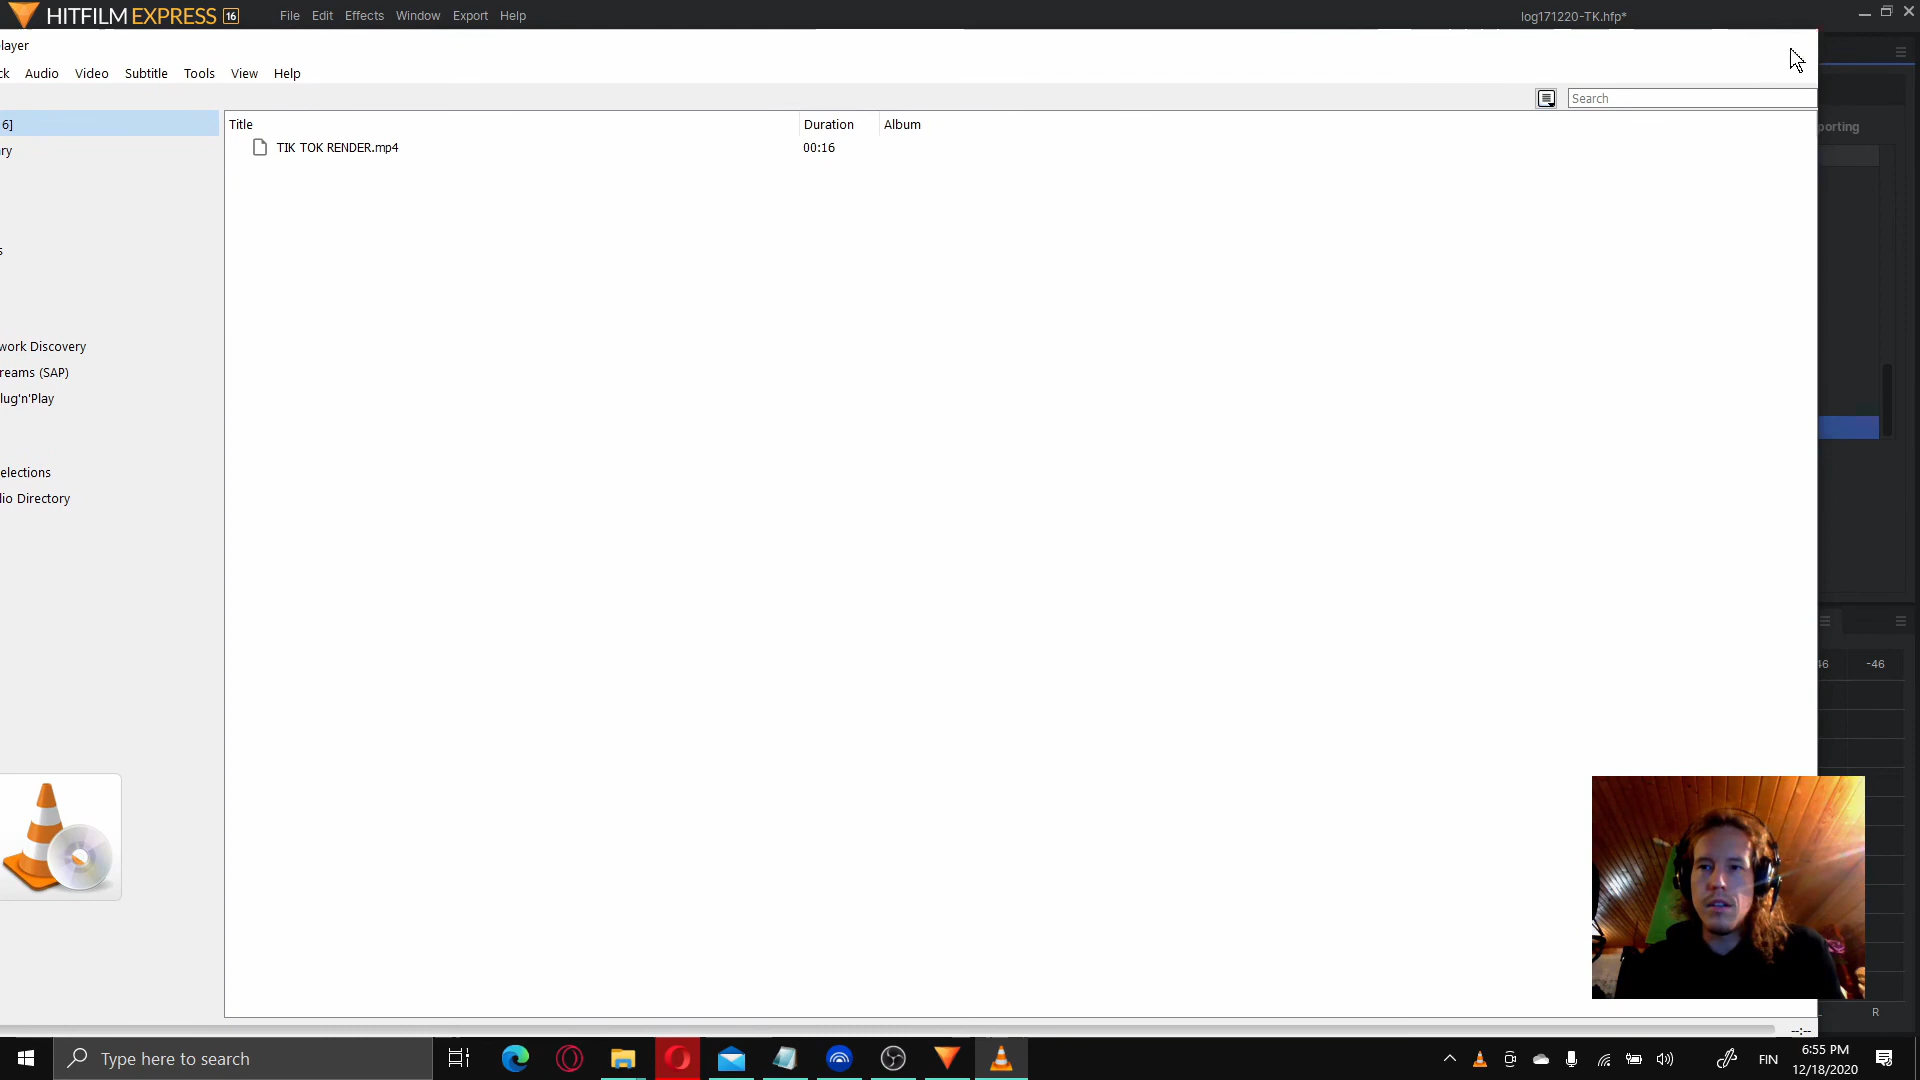 HITFILM EXPRESS 16 File Edit Effects Window Export Help log171220-TK.hfp*
layer
ck Audio Video Subtitle Tools View Help
Search
6] Title Duration Album
porting
TIK TOK RENDER.mp4 00:16
ry
s
work Discovery
reams (SAP)
lug'n'Play
elections
lio Directory
46 -46
R
--:--
Type here to search
FIN
6:55 PM
12/18/2020